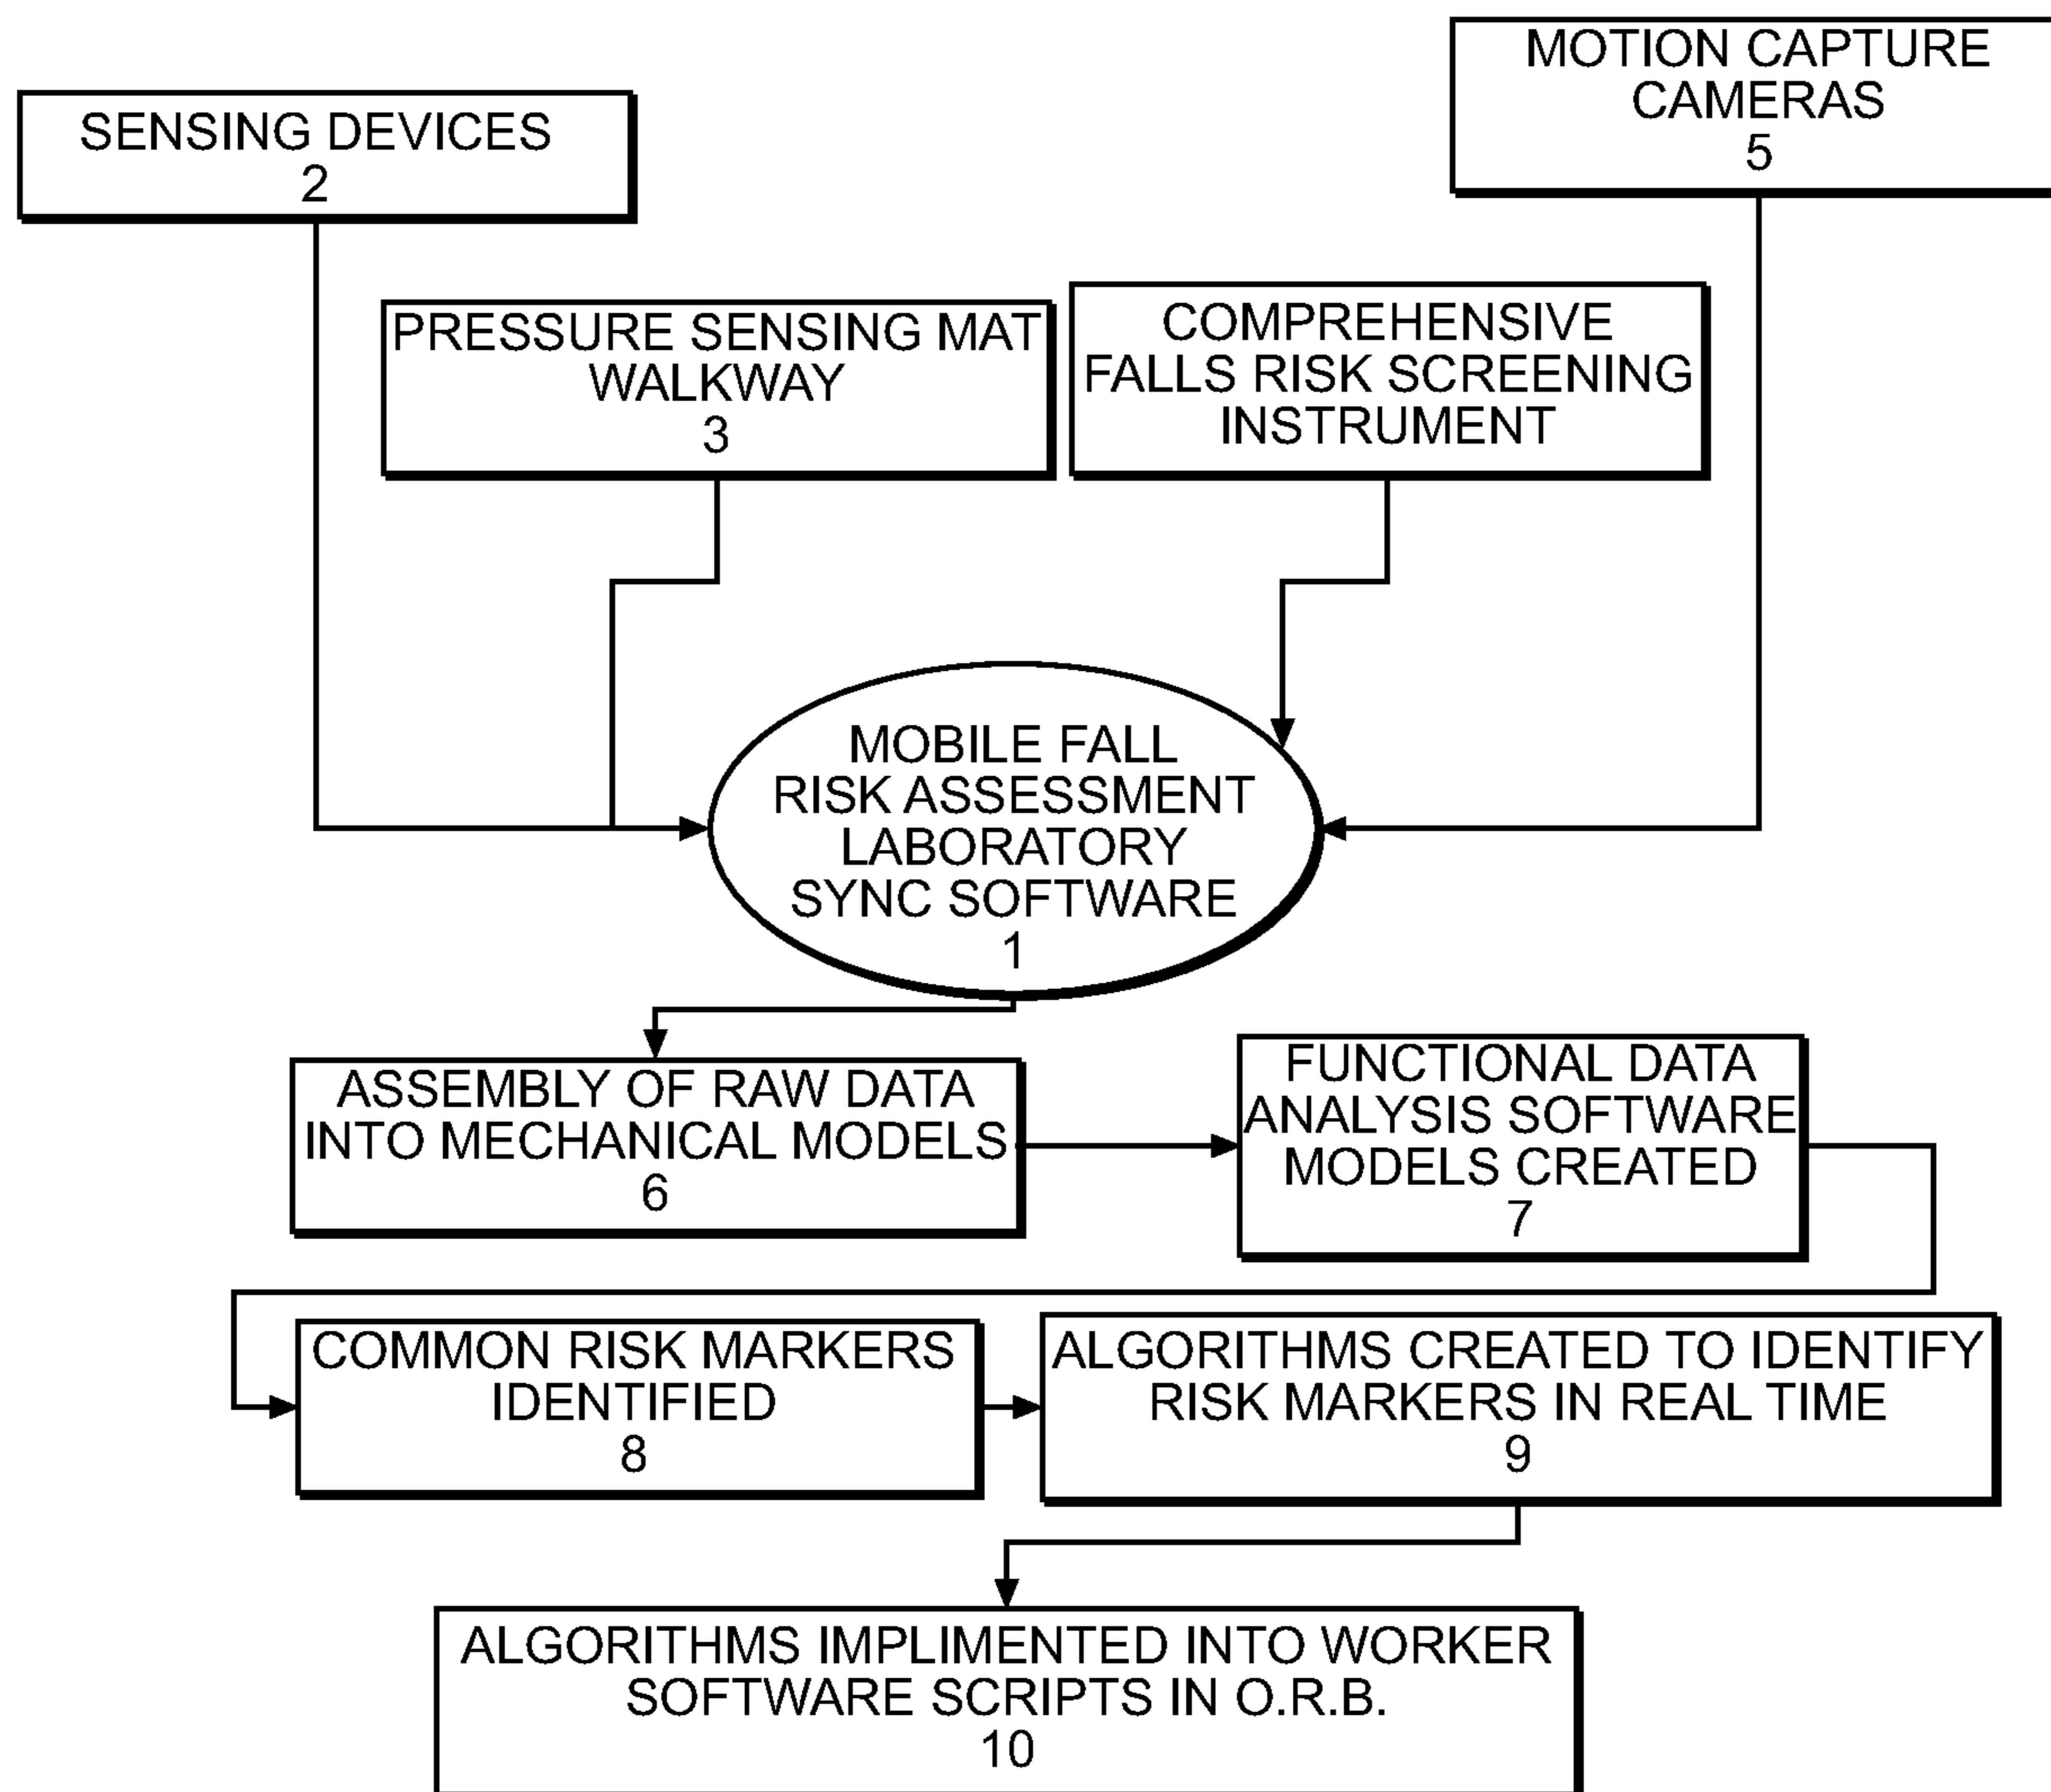 SENSING DEVICES
2
MOTION CAPTURE
CAMERAS
5
PRESSURE SENSING MAT
WALKWAY
3
COMPREHENSIVE
FALLS RISK SCREENING
INSTRUMENT
MOBILE FALL
RISK ASSESSMENT
LABORATORY
SYNC SOFTWARE
1
ASSEMBLY OF RAW DATA
INTO MECHANICAL MODELS
6
FUNCTIONAL DATA
ANALYSIS SOFTWARE
MODELS CREATED
7
COMMON RISK MARKERS
IDENTIFIED
8
ALGORITHMS CREATED TO IDENTIFY
RISK MARKERS IN REAL TIME
9
ALGORITHMS IMPLIMENTED INTO WORKER
SOFTWARE SCRIPTS IN O.R.B.
10